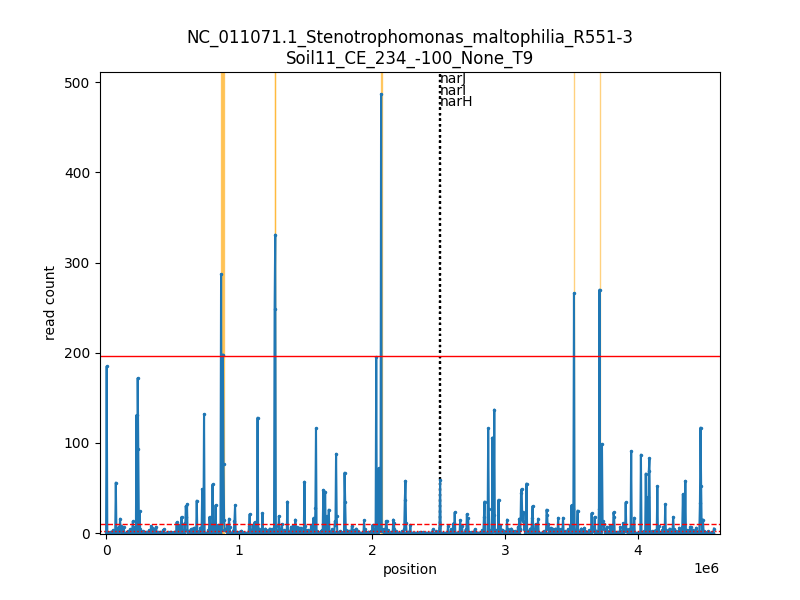 NC_011071.1_Stenotrophomonas_maltophilia_R551-3
Soil11_CE_234_-100_None_T9
narJ
narI
narH
500
400
300
200
100
0
read count
0
1
2
3
4
1e6
position